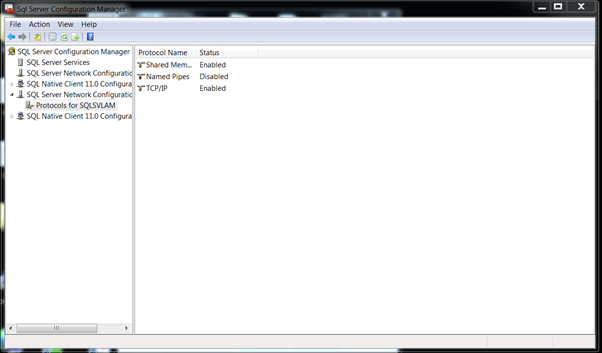 Sql Server Configuration Manager
File Action View Help
SQL Server Configuration Manager
SQL Server Services
SQL Server Network Configuratic
SQL Native Client 11.0 Configura
SQL Server Network Configuratic
Protocols for SQLSVLAM
SQL Native Client 11.0 Configura
Protocol Name Status
Shared Mem... Enabled
Named Pipes Disabled
TCP/IP Enabled